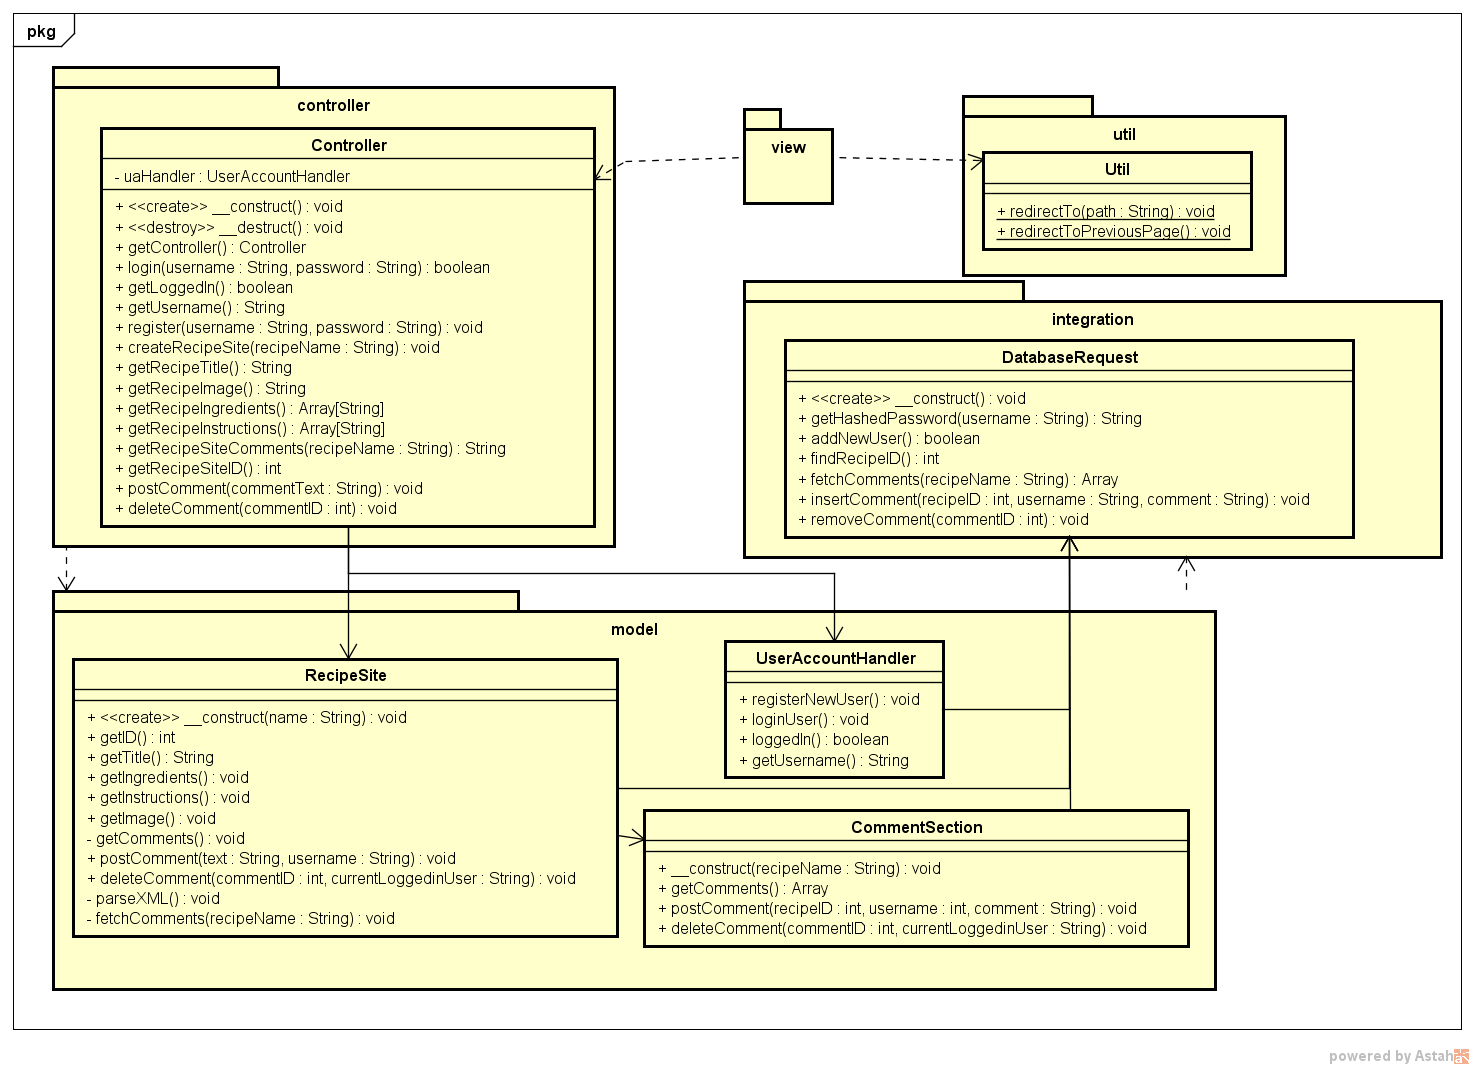 pkg
controller
Controller
- uaHandler : UserAccountHandler
+ <<create>> __construct() : void
+ <<destroy>> __destruct() : void
+ getController() : Controller
+ login(username : String, password : String) : boolean
+ getLoggedIn() : boolean
+ getUsername() : String
+ register(username : String, password : String) : void
+ createRecipeSite(recipeName : String) : void
+ getRecipeTitle() : String
+ getRecipeImage() : String
+ getRecipeIngredients() : Array[String]
+ getRecipeInstructions() : Array[String]
+ getRecipeSiteComments(recipeName : String) : String
+ getRecipeSiteID() : int
+ postComment(commentText : String) : void
+ deleteComment(commentID : int) : void
view
util
Util
+ redirectTo(path : String) : void
+ redirectToPreviousPage() : void
integration
DatabaseRequest
+ <<create>> __construct() : void
+ getHashedPassword(username : String) : String
+ addNewUser() : boolean
+ findRecipeID() : int
+ fetchComments(recipeName : String) : Array
+ insertComment(recipeID : int, username : String, comment : String) : void
+ removeComment(commentID : int) : void
model
RecipeSite
+ <<create>> __construct(name : String) : void
+ getID() : int
+ getTitle() : String
+ getIngredients() : void
+ getInstructions() : void
+ getImage() : void
- getComments() : void
+ postComment(text : String, username : String) : void
+ deleteComment(commentID : int, currentLoggedinUser : String) : void
- parseXML() : void
- fetchComments(recipeName : String) : void
UserAccountHandler
+ registerNewUser() : void
+ loginUser() : void
+ loggedIn() : boolean
+ getUsername() : String
CommentSection
+ __construct(recipeName : String) : void
+ getComments() : Array
+ postComment(recipeID : int, username : int, comment : String) : void
+ deleteComment(commentID : int, currentLoggedinUser : String) : void
powered by Astah